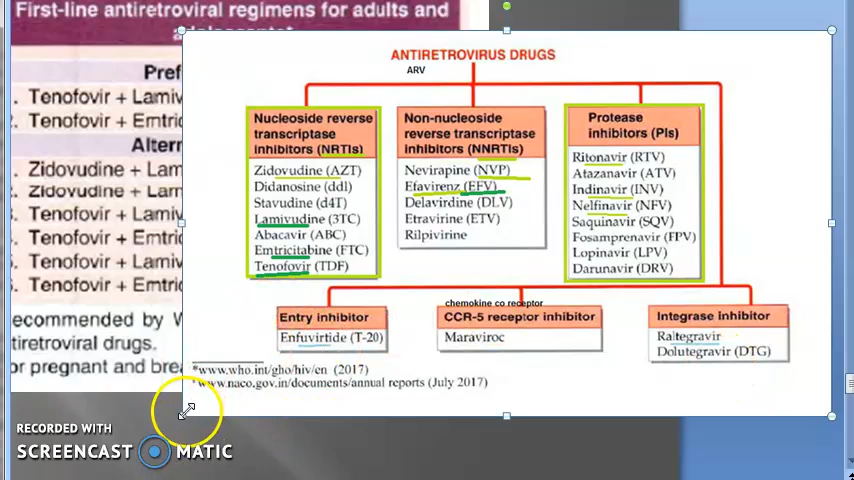 First-line antiretroviral regimens for adults and
Pref
Tenofovir + Lamiv
Tenofovir + Emtric
Altern
Zidovudine + Lam
Zidovudine + Lam
Tenofovir + Lamiv
Tenofovir + Emtric
Tenofovir + Lamiv
Tenofovir + Emtric
ecommended by W
tiretroviral drugs.
or pregnant and brea
ANTIRETROVIRUS DRUGS
ARV
Nucleoside reverse
transcriptase
inhibitors (NRTIs)
Zidovudine (AZT)
Didanosine (ddI)
Stavudine (d4T)
Lamivudine (3TC)
Abacavir (ABC)
Emtricitabine (FTC)
Tenofovir (TDF)
Non-nucleoside
reverse transcriptase
inhibitors (NNRTIs)
Nevirapine (NVP)
Efavirenz (EFV)
Delavirdine (DLV)
Etravirine (ETV)
Rilpivirine
Protease
inhibitors (PIs)
Ritonavir (RTV)
Atazanavir (ATV)
Indinavir (INV)
Nelfinavir (NFV)
Saquinavir (SQV)
Fosamprenavir (FPV)
Lopinavir (LPV)
Darunavir (DRV)
Entry inhibitor
Enfuvirtide (T-20)
chemokine co receptor
CCR-5 receptor inhibitor
Maraviroc
Integrase inhibitor
Raltegravir
Dolutegravir (DTG)
*www.who.int/gho/hiv/en (2017)
www.naco.gov.in/documents/annual reports (July 2017)
RECORDED WITH
SCREENCAST MATIC